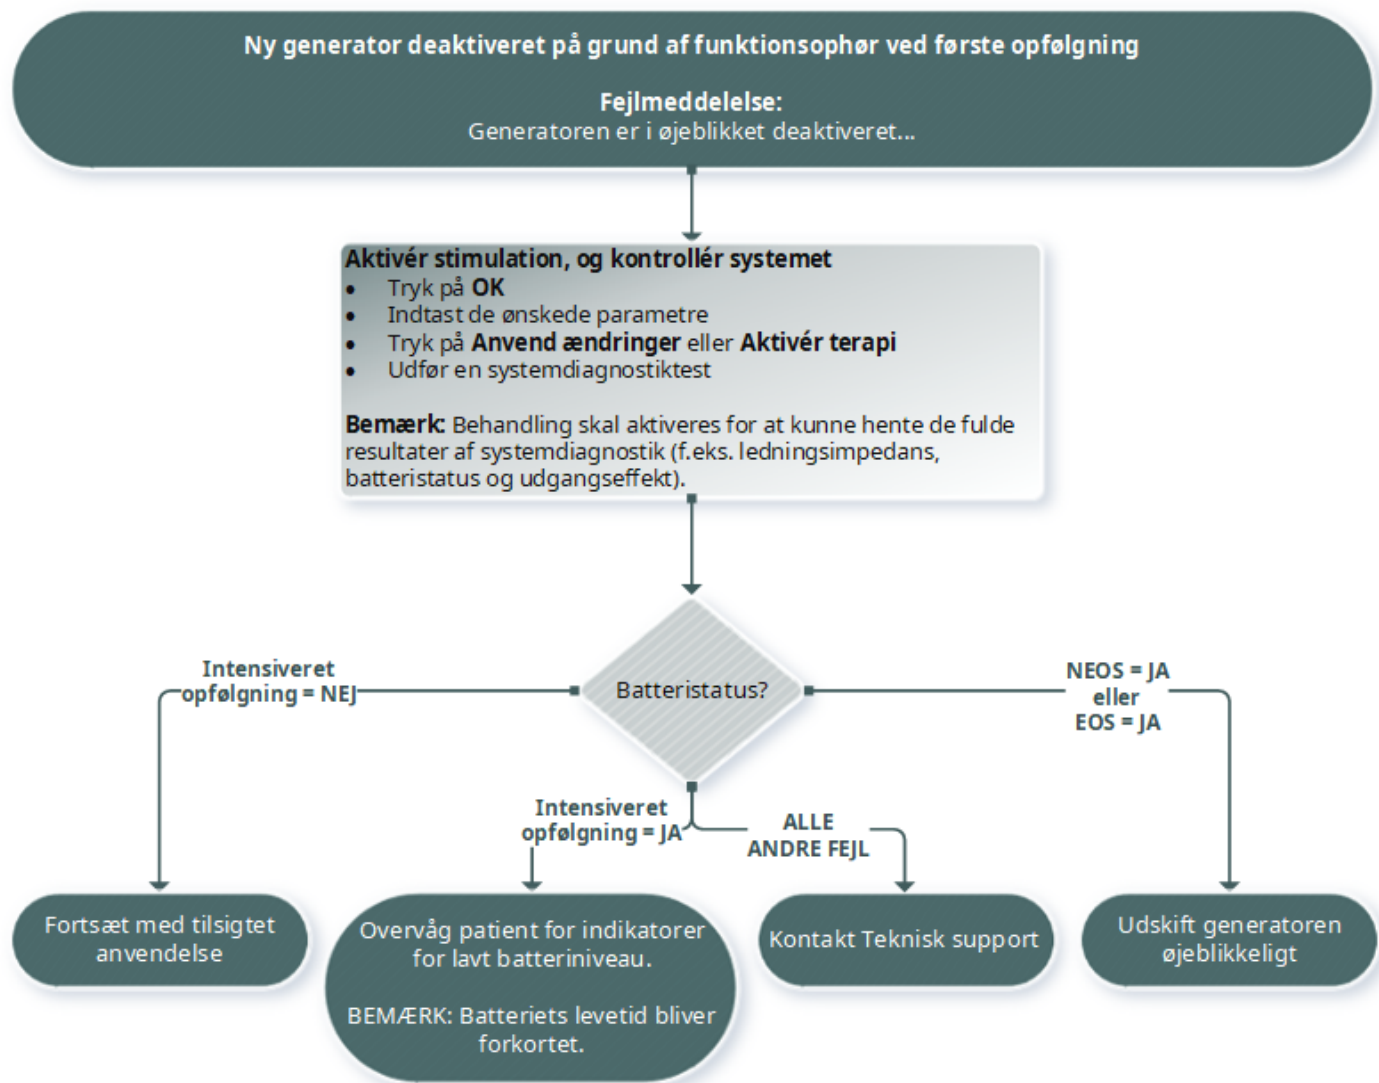 Ny generator deaktiveret på grund af funktionsophør ved første opfølgning
Fejlmeddelelse:
Generatoren er i øjeblikket deaktiveret...
Aktivér stimulation, og kontrollér systemet
• Tryk på OK
• Indtast de ønskede parametre
• Tryk på Anvend ændringer eller Aktivér terapi
• Udfør en systemdiagnostiktest
Bemærk: Behandling skal aktiveres for at kunne hente de fulde
resultater af systemdiagnostik (f.eks. ledningsimpedans,
batteristatus og udgangseffekt).
Batteristatus?
Intensiveret
opfølgning = NEJ
NEOS = JA
eller
EOS = JA
Intensiveret
opfølgning = JA
ALLE
ANDRE FEJL
Fortsæt med tilsigtet
anvendelse
Overvåg patient for indikatorer
for lavt batteriniveau.
BEMÆRK: Batteriets levetid bliver
forkortet.
Kontakt Teknisk support
Udskift generatoren
øjeblikkeligt